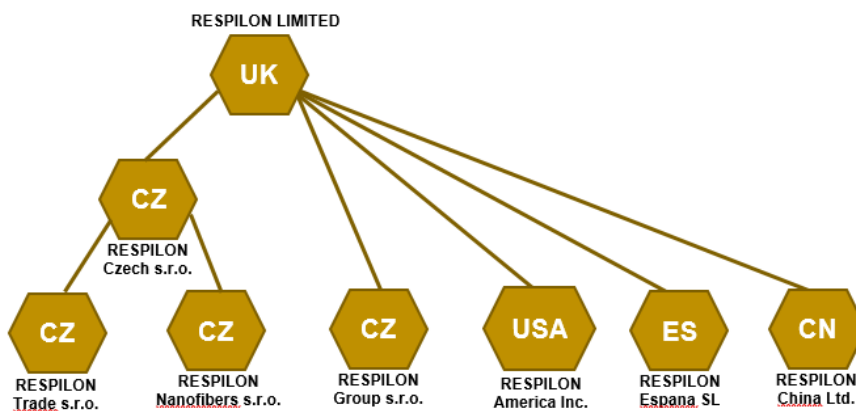 RESPILON LIMITED
UK
CZ
RESPILON
Czech s.r.o.
CZ
CZ
CZ
USA
ES
CN
RESPILON
Trade s.r.o.
RESPILON
Nanofibers s.r.o.
RESPILON
Group s.r.o.
RESPILON
America Inc.
RESPILON
Espana SL
RESPILON
China Ltd.